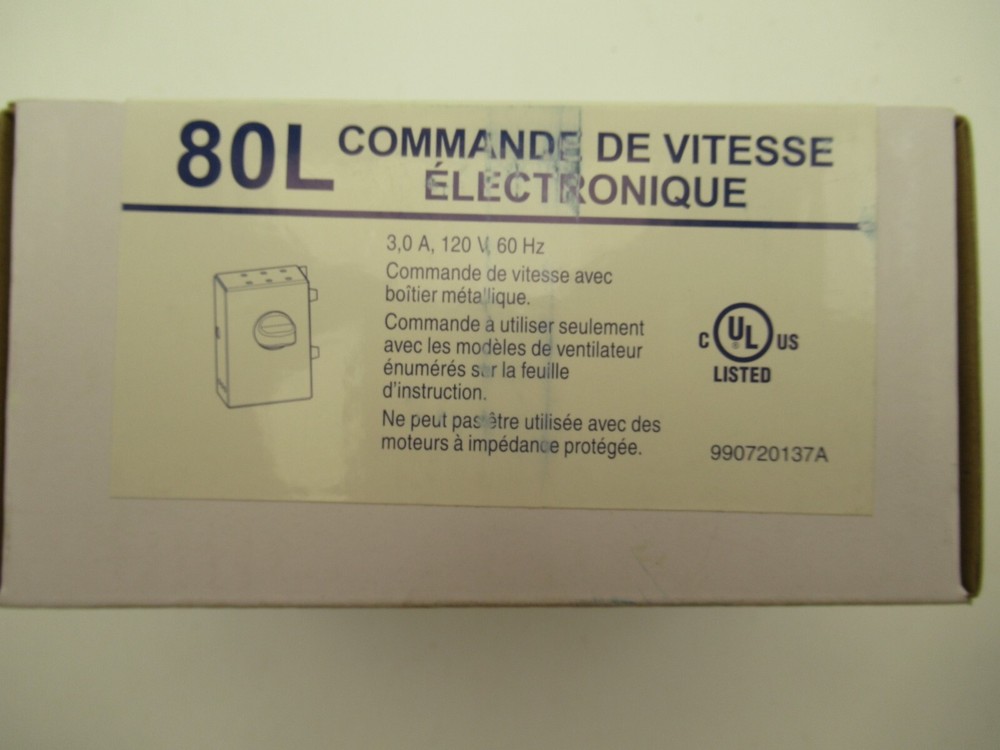 80L COMMANDE DE VITESSE
ÉLECTRONIQUE
3,0 A, 120 V, 60 Hz
Commande de vitesse avec
boîtier métallique.
Commande à utiliser seulement
avec les modèles de ventilateur
énumérés sur la feuille
d'instruction.
Ne peut pas être utilisée avec des
moteurs à impédance protégée.
C UL® US
LISTED
990720137A